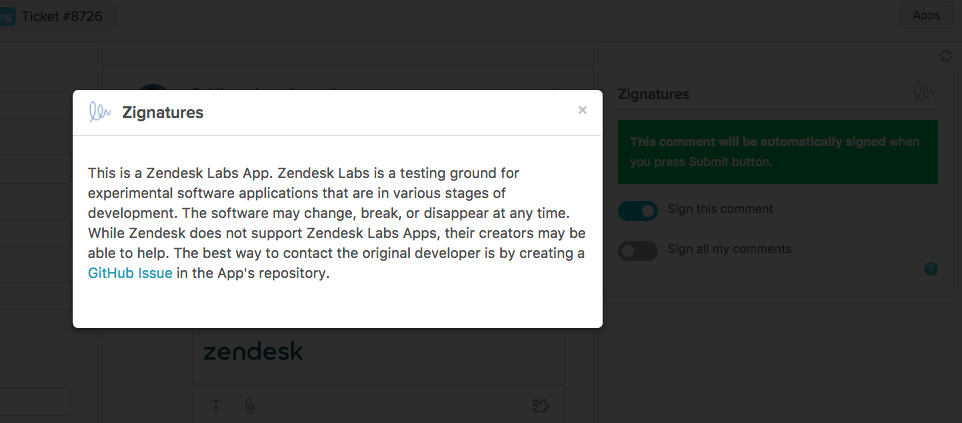 Ticket #8726
Apps
Zignatures
×
This is a Zendesk Labs App. Zendesk Labs is a testing ground for
experimental software applications that are in various stages of
development. The software may change, break, or disappear at any time.
While Zendesk does not support Zendesk Labs Apps, their creators may be
able to help. The best way to contact the original developer is by creating a
GitHub Issue in the App's repository.
Zignatures
This comment will be automatically signed when
you press Submit button.
Sign this comment
Sign all my comments
?
zendesk
T